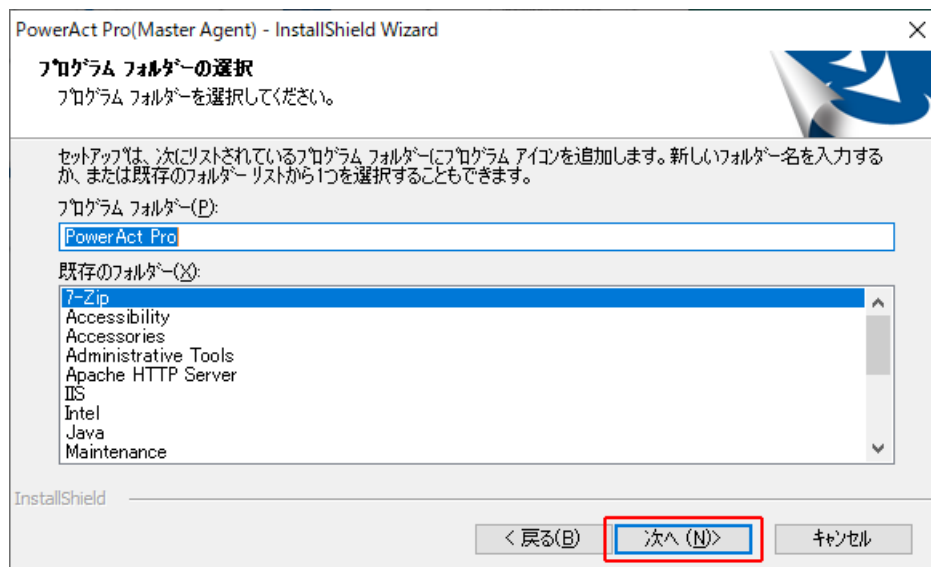 PowerAct Pro(Master Agent) - InstallShield Wizard
プログラム フォルダーの選択
プログラム フォルダーを選択してください。
セットアップは、次にリストされているプログラム フォルダーにプログラム アイコンを追加します。新しいフォルダー名を入力する
か、または既存のフォルダー リストから1つを選択することもできます。
プログラム フォルダー(P):
PowerAct Pro
既存のフォルダー(X):
7-Zip
Accessibility
Accessories
Administrative Tools
Apache HTTP Server
IIS
Intel
Java
Maintenance
InstallShield
< 戻る(B)
次へ (N)>
キャンセル